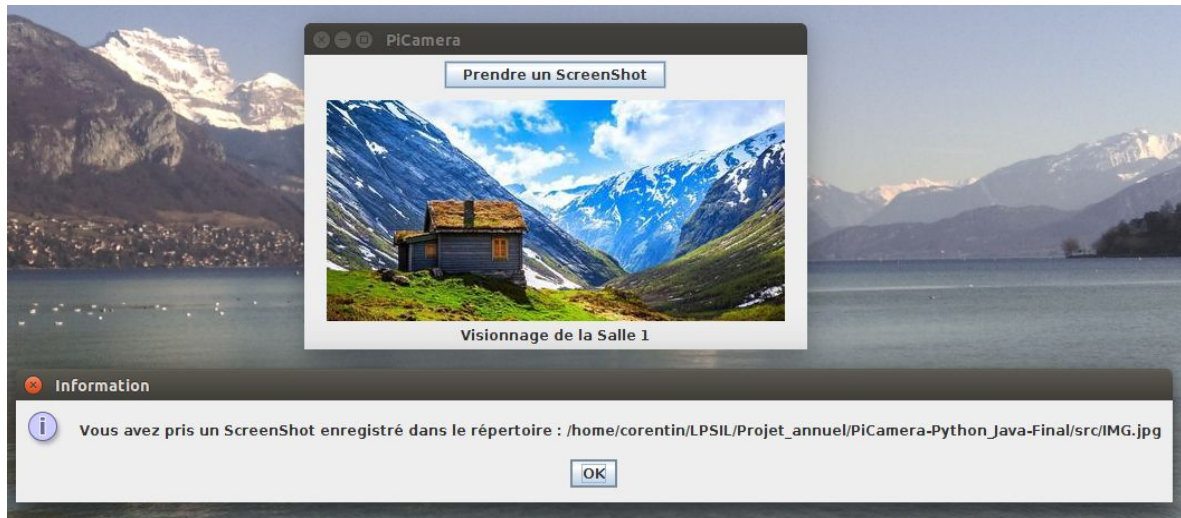 PiCamera
Prendre un ScreenShot
Visionnage de la Salle 1
Information
Vous avez pris un ScreenShot enregistré dans le répertoire : /home/corentin/LPSIL/Projet_annuel/PiCamera-Python_Java-Final/src/IMG.jpg
OK